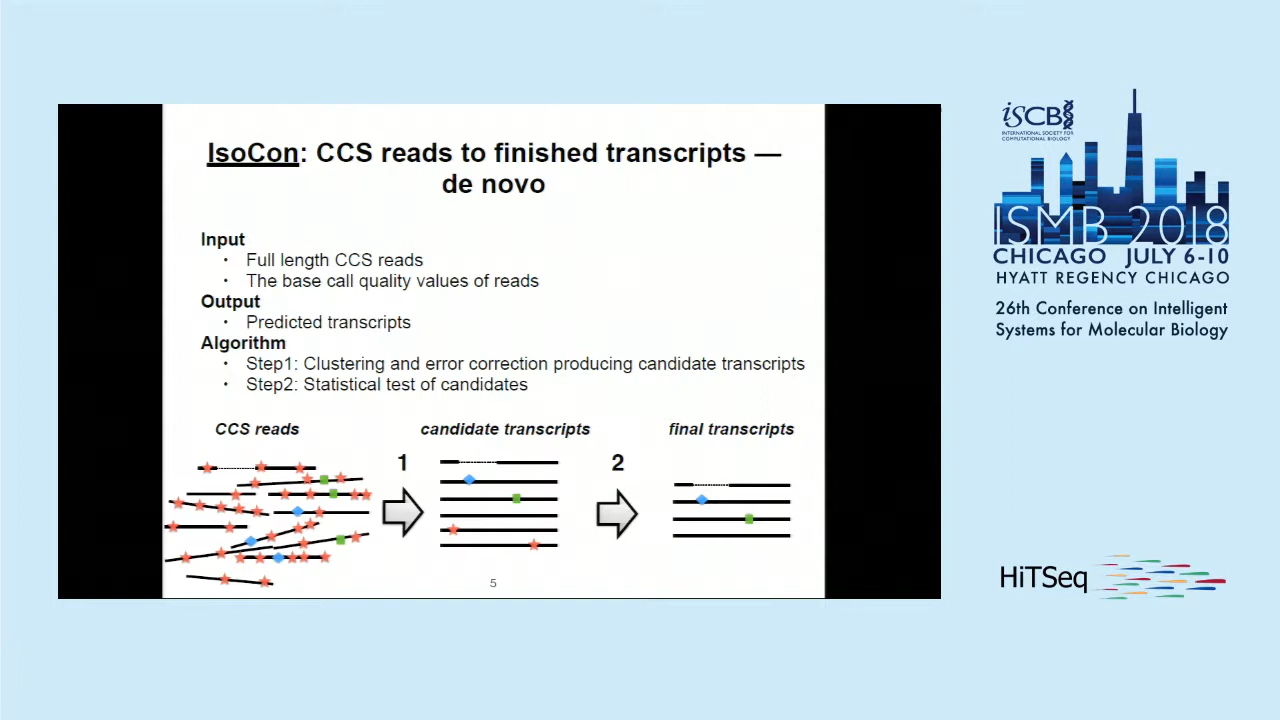 IsoCon: CCS reads to finished transcripts —
de novo
Input
• Full length CCS reads
• The base call quality values of reads
Output
• Predicted transcripts
Algorithm
• Step1: Clustering and error correction producing candidate transcripts
• Step2: Statistical test of candidates
CCS reads
candidate transcripts
final transcripts
1
2
5
iSCB
INTERNATIONAL SOCIETY FOR
COMPUTATIONAL BIOLOGY
ISMB 2018
CHICAGO JULY 6-10
HYATT REGENCY CHICAGO
26th Conference on Intelligent
Systems for Molecular Biology
HiTSeq